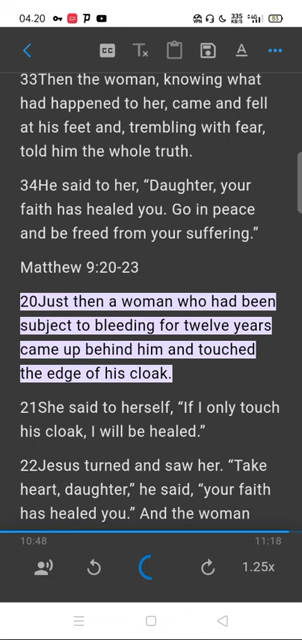 04.20
335 KB/S
83
CC
33Then the woman, knowing what
had happened to her, came and fell
at his feet and, trembling with fear,
told him the whole truth.
34He said to her, “Daughter, your
faith has healed you. Go in peace
and be freed from your suffering.”
Matthew 9:20-23
20Just then a woman who had been
subject to bleeding for twelve years
came up behind him and touched
the edge of his cloak.
21She said to herself, “If I only touch
his cloak, I will be healed.”
22Jesus turned and saw her. “Take
heart, daughter,” he said, “your faith
has healed you.” And the woman
10:48
11:18
1.25x